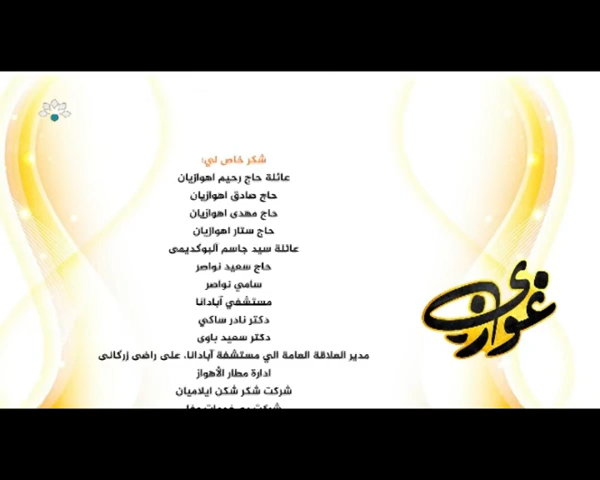 شكر خاص لي:
عائلة حاج رحيم اهوازيان
حاج صادق اهوازيان
حاج مهدى اهوازيان
حاج ستار اهوازيان
عائلة سيد جاسم آلبوكديمى
حاج سعيد نواصر
سامي نواصر
مستشفي آبادانا
دكتر نادر ساكي
دكتر سعيد باوى
مدير العلاقة العامة الي مستشفة آبادانا، على راضى زركانى
ادارة مطار الأهواز
شركت شكر شكن ايلاميان